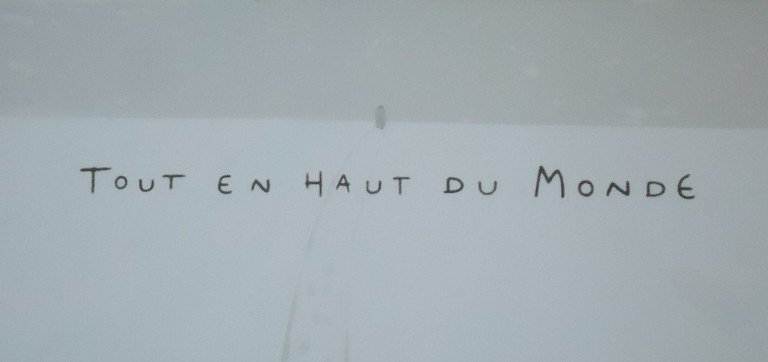 Tout en haut du Monde